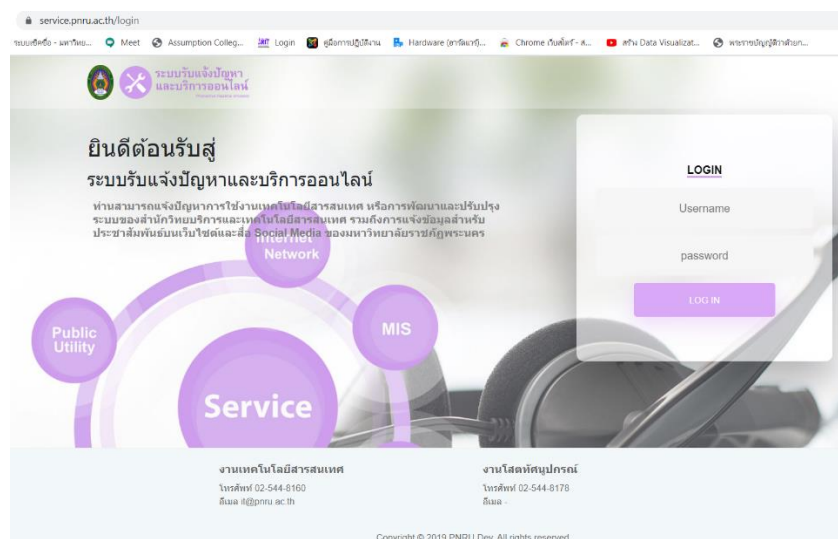 service.pnru.ac.th/login
Meet
Assumption Colleg...
Login
คู่มือการปฏิบัติงาน
Hardware (ฮาร์ดแวร์)...
สร้าง Data Visualizat...
ระบบรับแจ้งปัญหา
และบริการออนไลน์
ยินดีต้อนรับสู่
ระบบรับแจ้งปัญหาและบริการออนไลน์
ท่านสามารถแจ้งปัญหาการใช้งานเทคโนโลยีสารสนเทศ หรือการพัฒนาและปรับปรุง
ระบบของสำนักวิทยบริการและเทคโนโลยีสารสนเทศ รวมถึงการแจ้งข้อมูลสำหรับ
ประชาสัมพันธ์บนเว็บไซต์และสื่อ Social Media ของมหาวิทยาลัยราชภัฏพระนคร
Internet
Network
Public
Utility
MIS
Service
LOGIN
Username
password
LOG IN
งานเทคโนโลยีสารสนเทศ
โทรศัพท์ 02-544-8160
อีเมล it@pnru.ac.th
งานโสตทัศนูปกรณ์
โทรศัพท์ 02-544-8178
อีเมล -
Copyright © 2019 PNRU Dev. All rights reserved